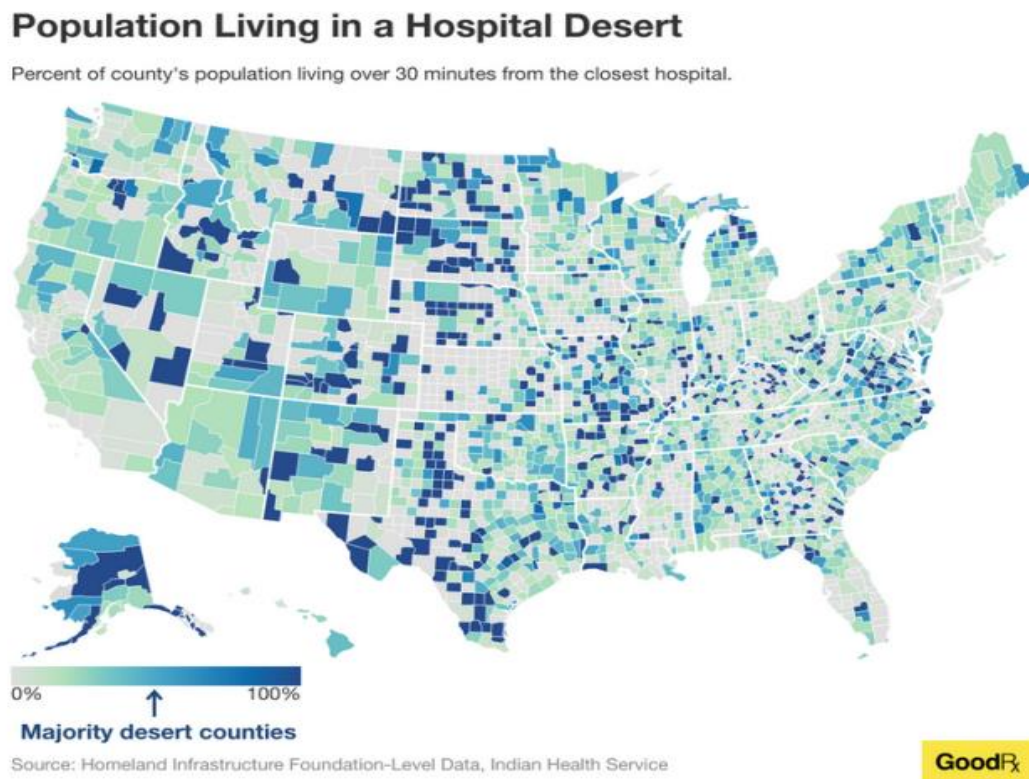 Population Living in a Hospital Desert
Percent of county's population living over 30 minutes from the closest hospital.
0% 100%
Majority desert counties
Source: Homeland Infrastructure Foundation-Level Data, Indian Health Service
GoodRx